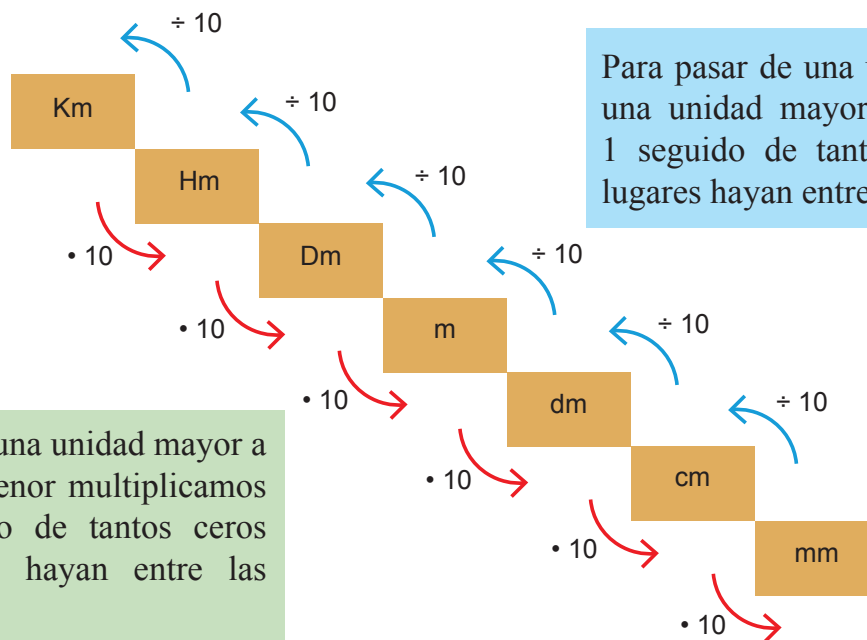 ÷ 10
Km
÷ 10
Para pasar de una
una unidad mayor
1 seguido de tant
lugares hayan entre
Hm
÷ 10
• 10
Dm
÷ 10
• 10
m
÷ 10
• 10
dm
÷ 10
una unidad mayor a
enor multiplicamos
o de tantos ceros
hayan entre las
• 10
cm
• 10
mm
• 10